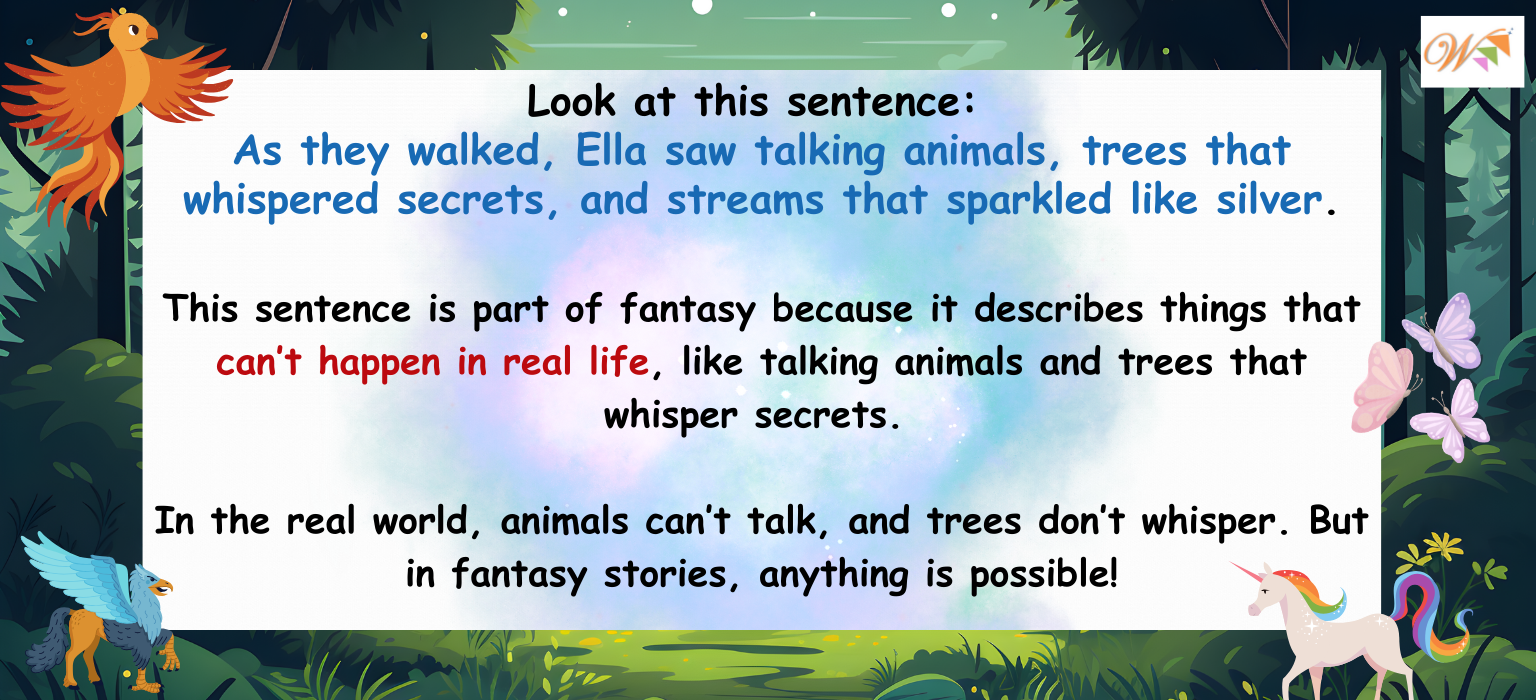 Look at this sentence:
As they walked, Ella saw talking animals, trees that
whispered secrets, and streams that sparkled like silver.
This sentence is part of fantasy because it describes things that
can't happen in real life, like talking animals and trees that
whisper secrets.
In the real world, animals can't talk, and trees don't whisper. But
in fantasy stories, anything is possible!
W